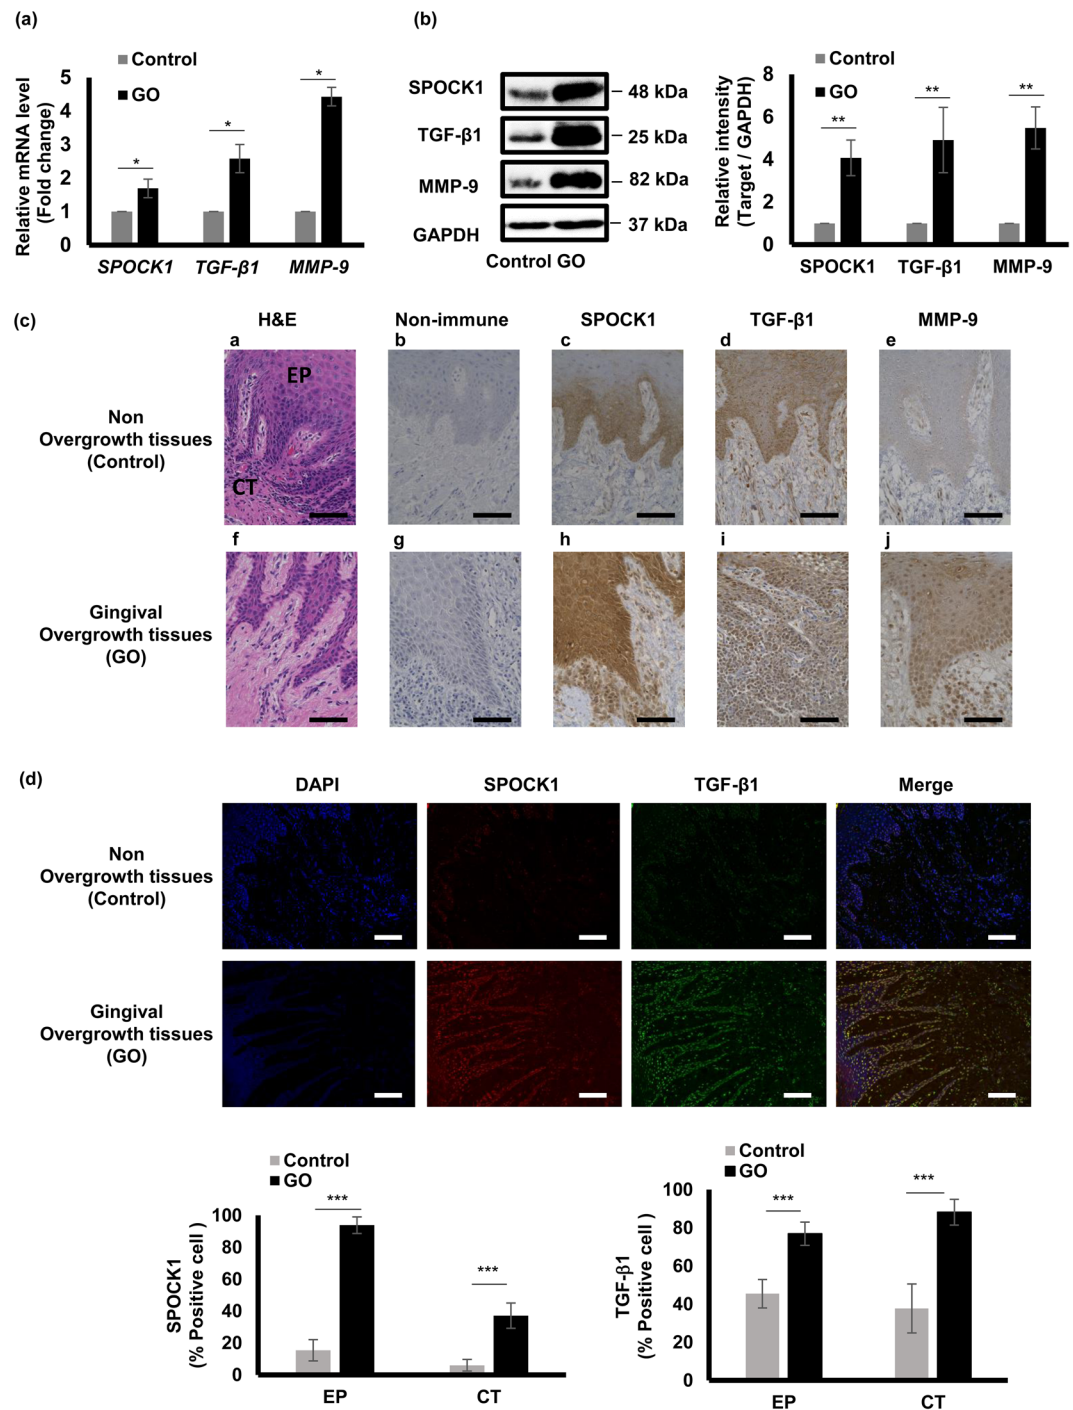 (a)
Control
GO
Relative mRNA level
(Fold change)
5
4
3
2
1
0
*
*
*
SPOCK1 TGF-β1 MMP-9
(b)
SPOCK1
TGF-β1
MMP-9
GAPDH
48 kDa
25 kDa
82 kDa
37 kDa
Control GO
Control
GO
Relative intensity
(Target / GAPDH)
8
6
4
2
0
**
**
**
SPOCK1 TGF-β1 MMP-9
(c)
H&E Non-immune SPOCK1 TGF-β1 MMP-9
a b c d e
EP
CT
Non
Overgrowth tissues
(Control)
f g h i j
Gingival
Overgrowth tissues
(GO)
(d)
DAPI SPOCK1 TGF-β1 Merge
Non
Overgrowth tissues
(Control)
Gingival
Overgrowth tissues
(GO)
Control
GO
SPOCK1
(% Positive cell )
100
80
60
40
20
0
***
***
EP CT
Control
GO
TGF-β1
(% Positive cell )
100
80
60
40
20
0
***
***
EP CT